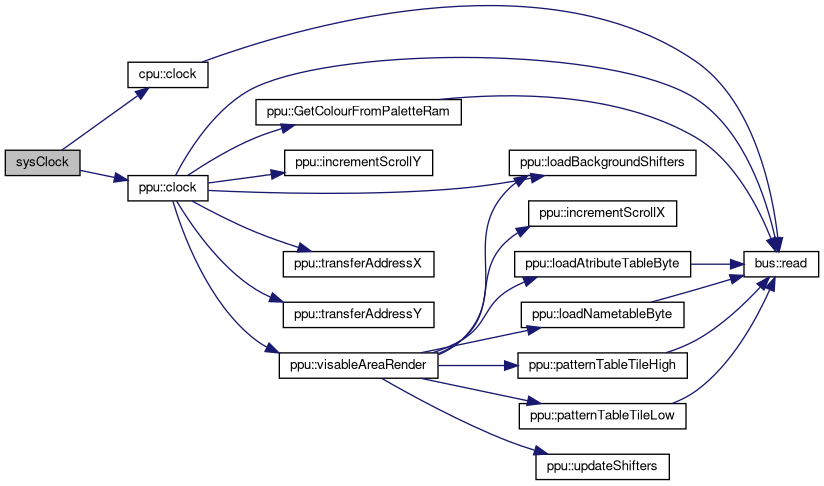 sysClock
cpu::clock
ppu::clock
ppu::GetColourFromPaletteRam
ppu::incrementScrollY
ppu::transferAddressX
ppu::transferAddressY
ppu::visableAreaRender
ppu::loadBackgroundShifters
ppu::incrementScrollX
ppu::loadAtributeTableByte
ppu::loadNametableByte
ppu::patternTableTileHigh
ppu::patternTableTileLow
ppu::updateShifters
bus::read